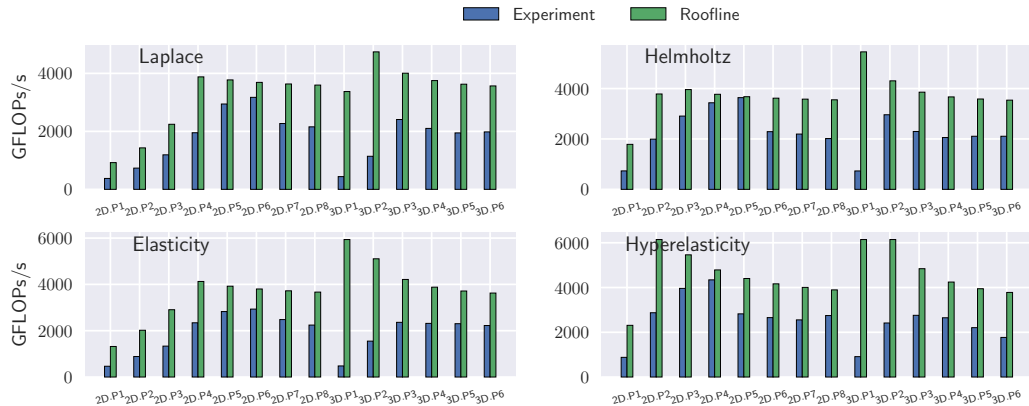 Experiment Roofline
Laplace
GFLOPs/s
4000
2000
0
2D.P1 2D.P2 2D.P3 2D.P4 2D.P5 2D.P6 2D.P7 2D.P8 3D.P1 3D.P2 3D.P3 3D.P4 3D.P5 3D.P6
Helmholtz
4000
2000
0
2D.P1 2D.P2 2D.P3 2D.P4 2D.P5 2D.P6 2D.P7 2D.P8 3D.P1 3D.P2 3D.P3 3D.P4 3D.P5 3D.P6
Elasticity
GFLOPs/s
6000
4000
2000
0
2D.P1 2D.P2 2D.P3 2D.P4 2D.P5 2D.P6 2D.P7 2D.P8 3D.P1 3D.P2 3D.P3 3D.P4 3D.P5 3D.P6
Hyperelasticity
6000
4000
2000
0
2D.P1 2D.P2 2D.P3 2D.P4 2D.P5 2D.P6 2D.P7 2D.P8 3D.P1 3D.P2 3D.P3 3D.P4 3D.P5 3D.P6